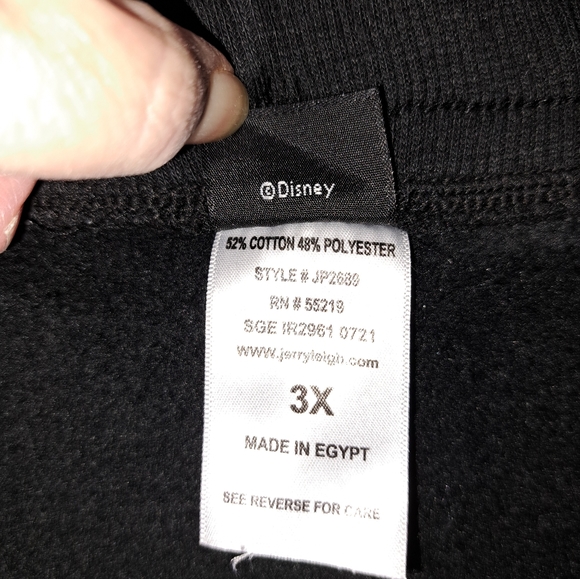 ©Disney
52% COTTON 48% POLYESTER
STYLE # JP2689
RN # 55219
SGE IR2961 0721
www.jerryleigh.com
3X
MADE IN EGYPT
SEE REVERSE FOR CARE